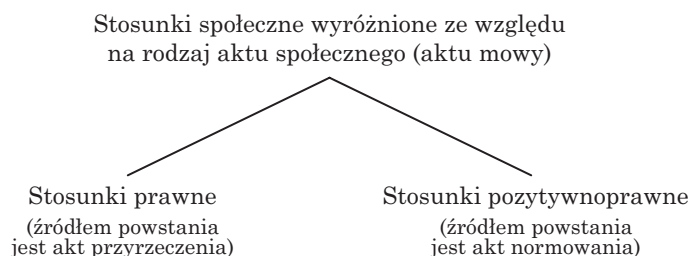 Stosunki społeczne wyróżnione ze względu
na rodzaj aktu społecznego (aktu mowy)
Stosunki prawne
(źródłem powstania
jest akt przyrzeczenia)
Stosunki pozytywnoprawne
(źródłem powstania
jest akt normowania)